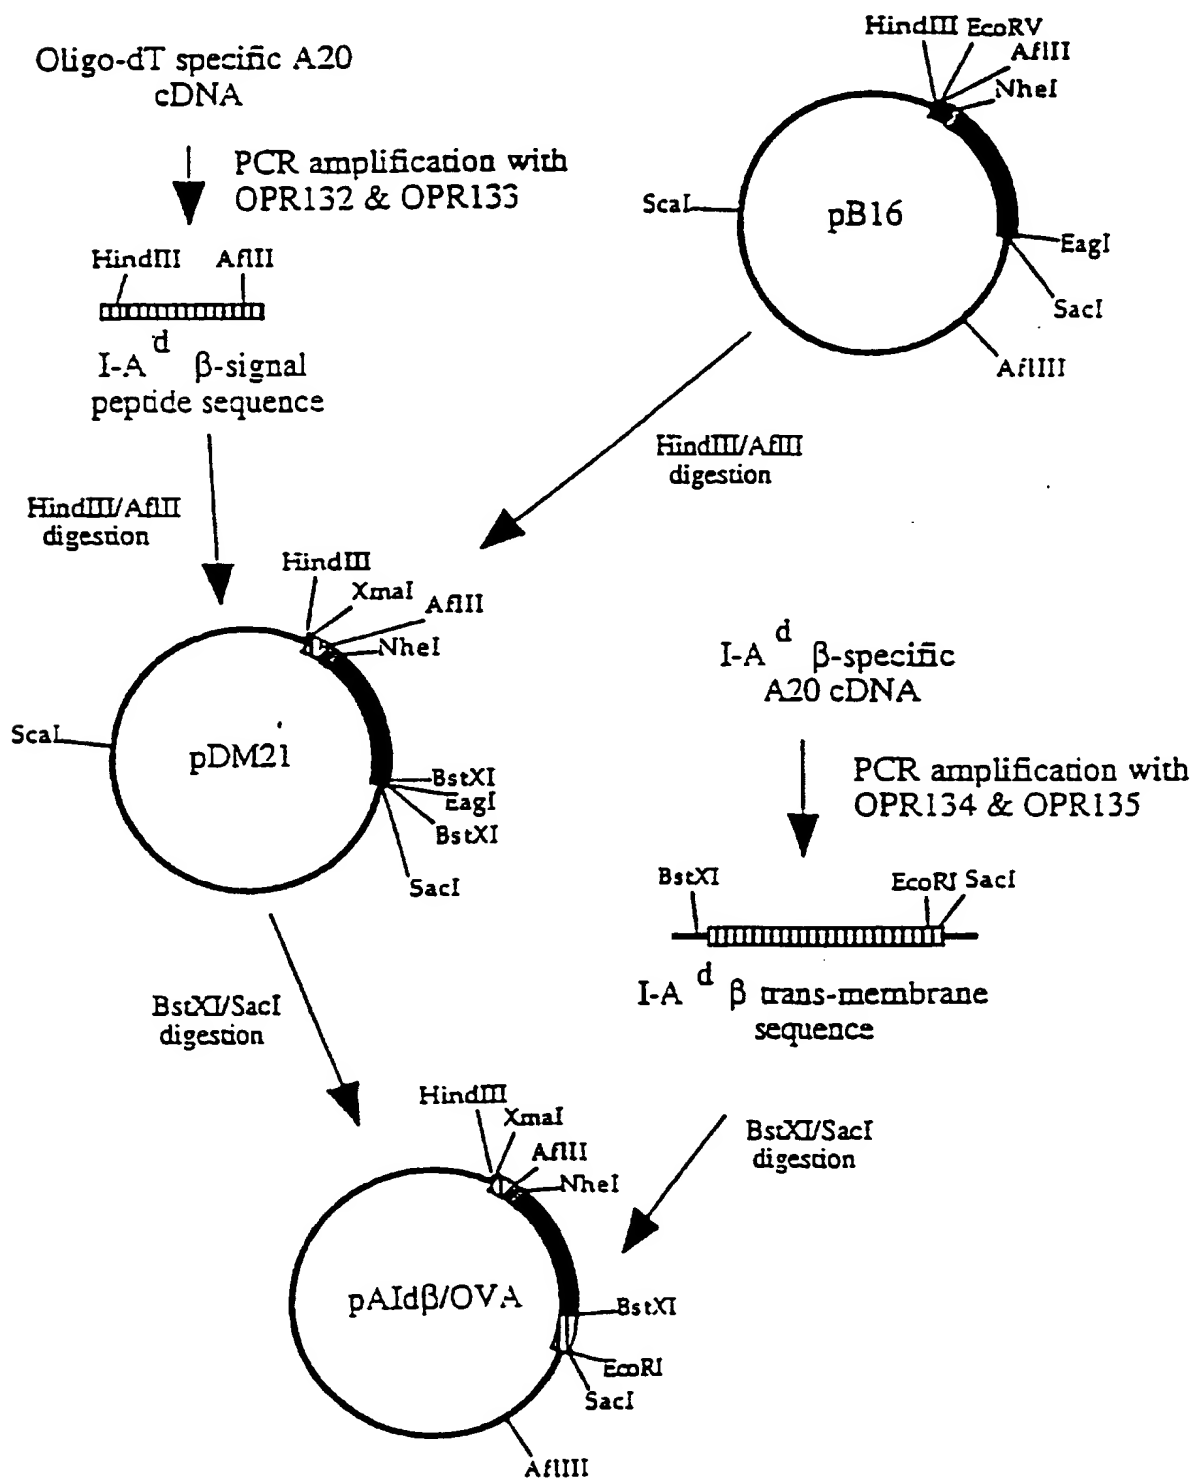 Oligo-dT specific A20
cDNA
PCR amplification with
OPR132 & OPR133
HindIII AflII
I-A d β-signal
peptide sequence
HindIII/AflII
digestion
HindIII EcoRV
AflII
NheI
ScaI
pB16
EagI
SacI
AflIII
HindIII/AflII
digestion
HindIII
XmaI
AflII
NheI
ScaI
pDM21
BstXI
EagI
BstXI
SacI
I-A d β-specific
A20 cDNA
PCR amplification with
OPR134 & OPR135
BstXI
EcoRI SacI
I-A d β trans-membrane
sequence
BstXI/SacI
digestion
BstXI/SacI
digestion
HindIII
XmaI
AflII
NheI
pAIdβ/OVA
BstXI
EcoRI
SacI
AflIII